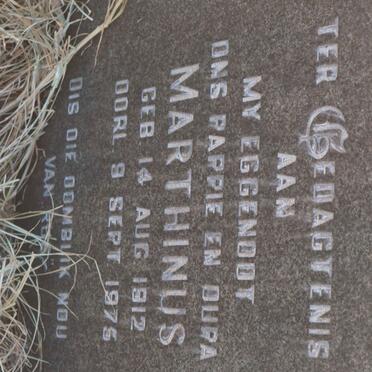 TER GEDAGTENIS
AAN
MY EGGENOOT
ONS PAPPIE EN OUPA
MARTHINUS
GEB 14 AUG 1912
OORL 9 SEPT 1975
DIS DIE NOU
VAN